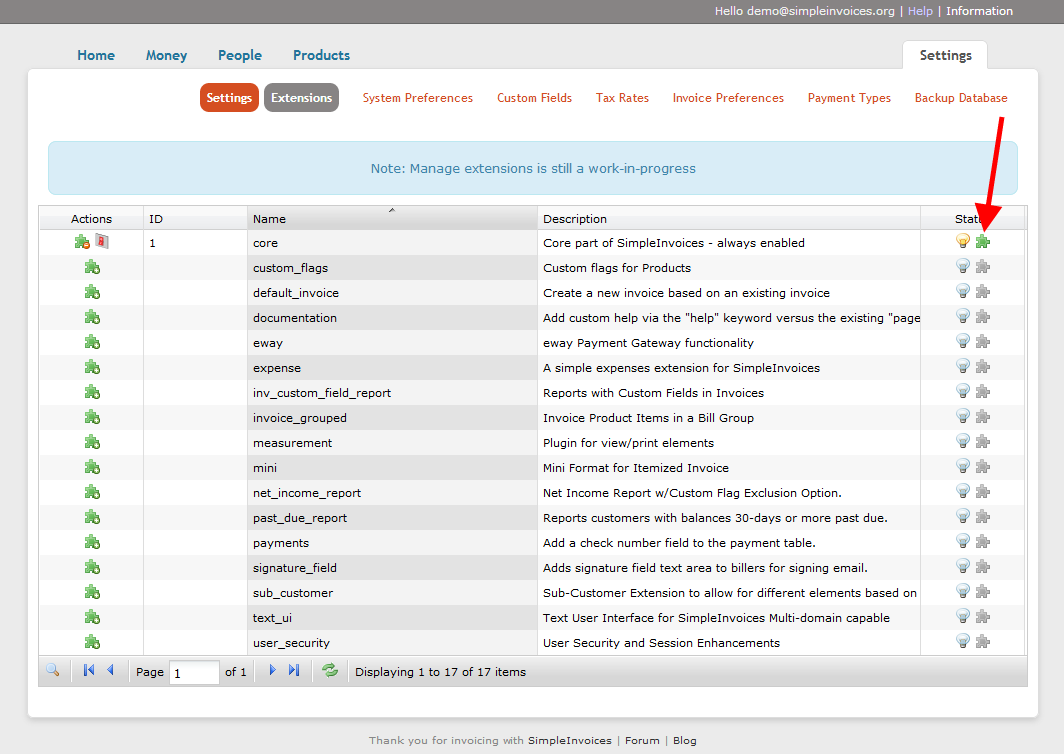 Hello demo@simpleinvoices.org | Help | Information
Home Money People Products Settings
Settings Extensions System Preferences Custom Fields Tax Rates Invoice Preferences Payment Types Backup Database
Note: Manage extensions is still a work-in-progress
Actions ID Name Description Stat
1 core Core part of SimpleInvoices - always enabled
custom_flags Custom flags for Products
default_invoice Create a new invoice based on an existing invoice
documentation Add custom help via the "help" keyword versus the existing "page
eway eway Payment Gateway functionality
expense A simple expenses extension for SimpleInvoices
inv_custom_field_report Reports with Custom Fields in Invoices
invoice_grouped Invoice Product Items in a Bill Group
measurement Plugin for view/print elements
mini Mini Format for Itemized Invoice
net_income_report Net Income Report w/Custom Flag Exclusion Option.
past_due_report Reports customers with balances 30-days or more past due.
payments Add a check number field to the payment table.
signature_field Adds signature field text area to billers for signing email.
sub_customer Sub-Customer Extension to allow for different elements based on
text_ui Text User Interface for SimpleInvoices Multi-domain capable
user_security User Security and Session Enhancements
Page 1 of 1 Displaying 1 to 17 of 17 items
Thank you for invoicing with SimpleInvoices | Forum | Blog